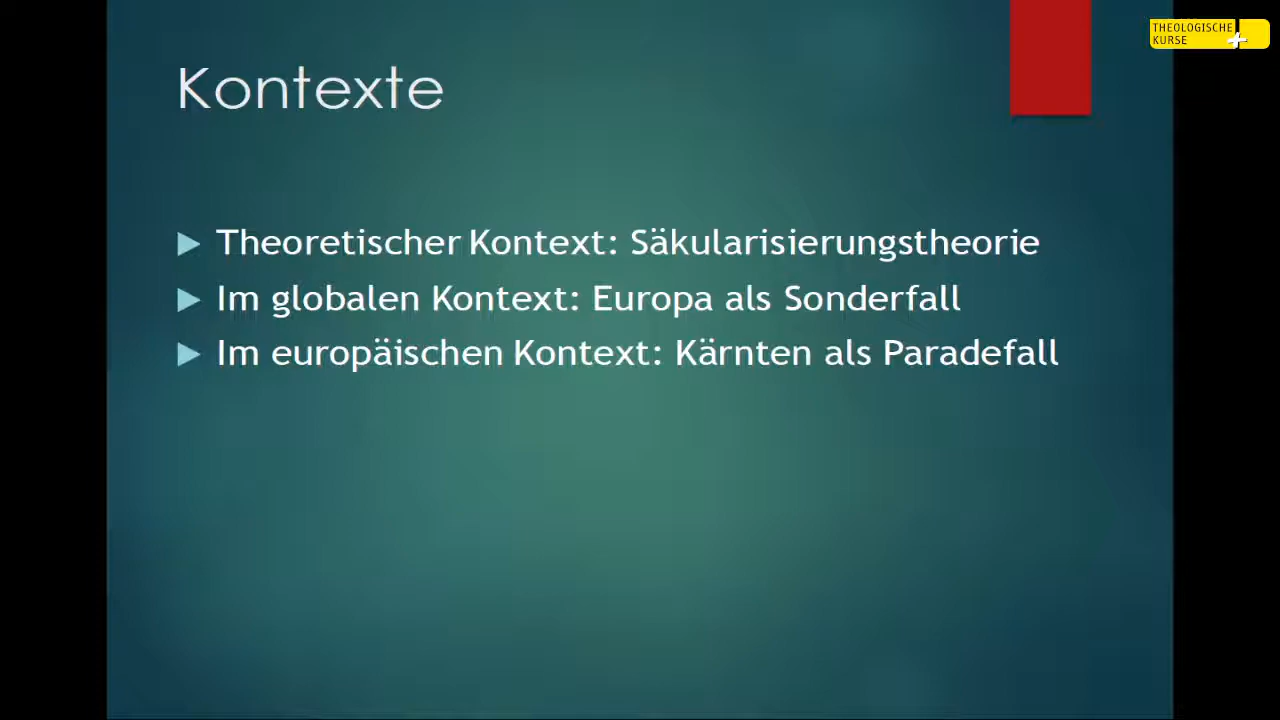 THEOLOGISCHE
KURSE
Kontexte
Theoretischer Kontext: Säkularisierungstheorie
Im globalen Kontext: Europa als Sonderfall
Im europäischen Kontext: Kärnten als Paradefall